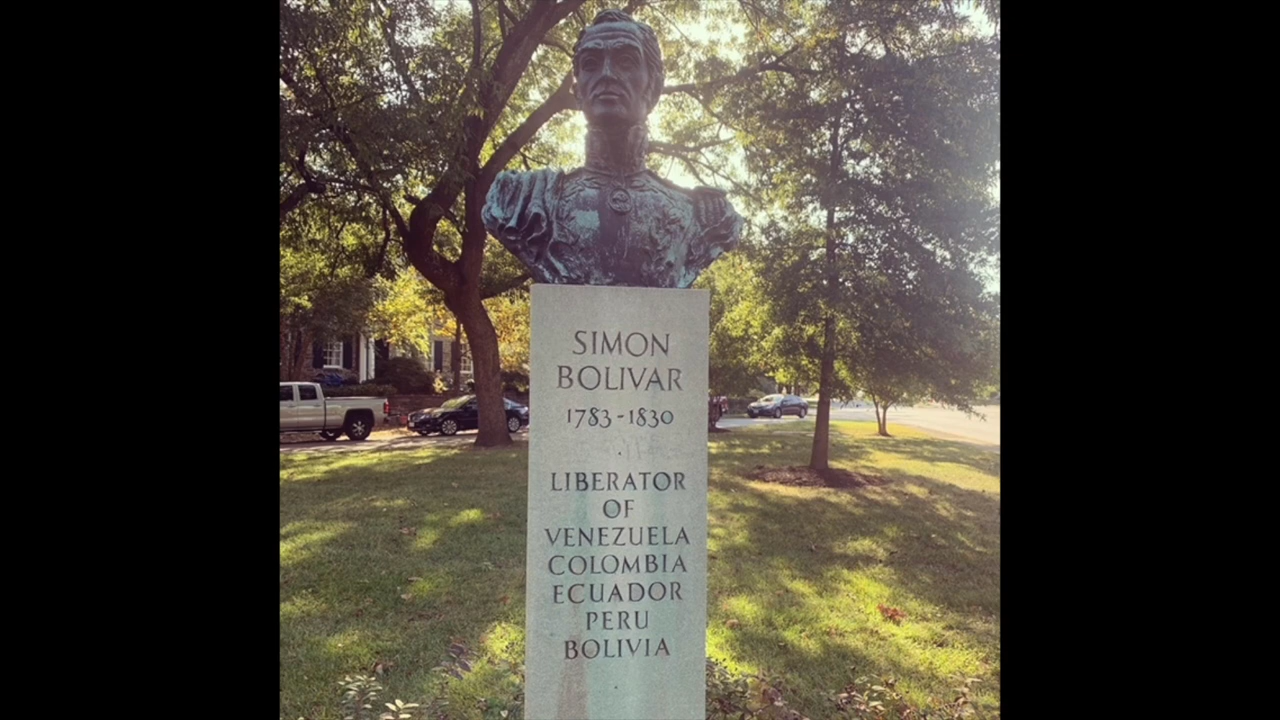 SIMON
BOLIVAR
1783-1830
LIBERATOR
OF
VENEZUELA
COLOMBIA
ECUADOR
PERU
BOLIVIA